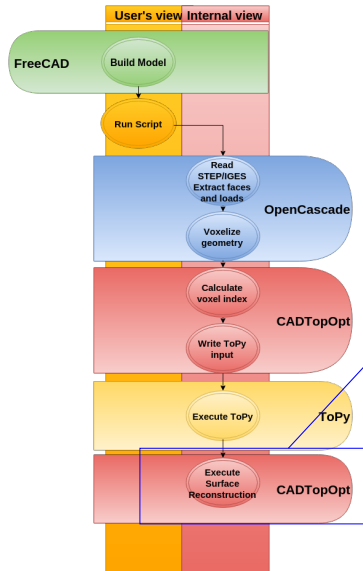 User's view Internal view
FreeCAD
Build Model
Run Script
Read
STEP/IGES
Extract faces
and loads
OpenCascade
Voxelize
geometry
Calculate
voxel index
CADTopOpt
Write ToPy
input
Execute ToPy
ToPy
Execute
Surface
Reconstruction
CADTopOpt